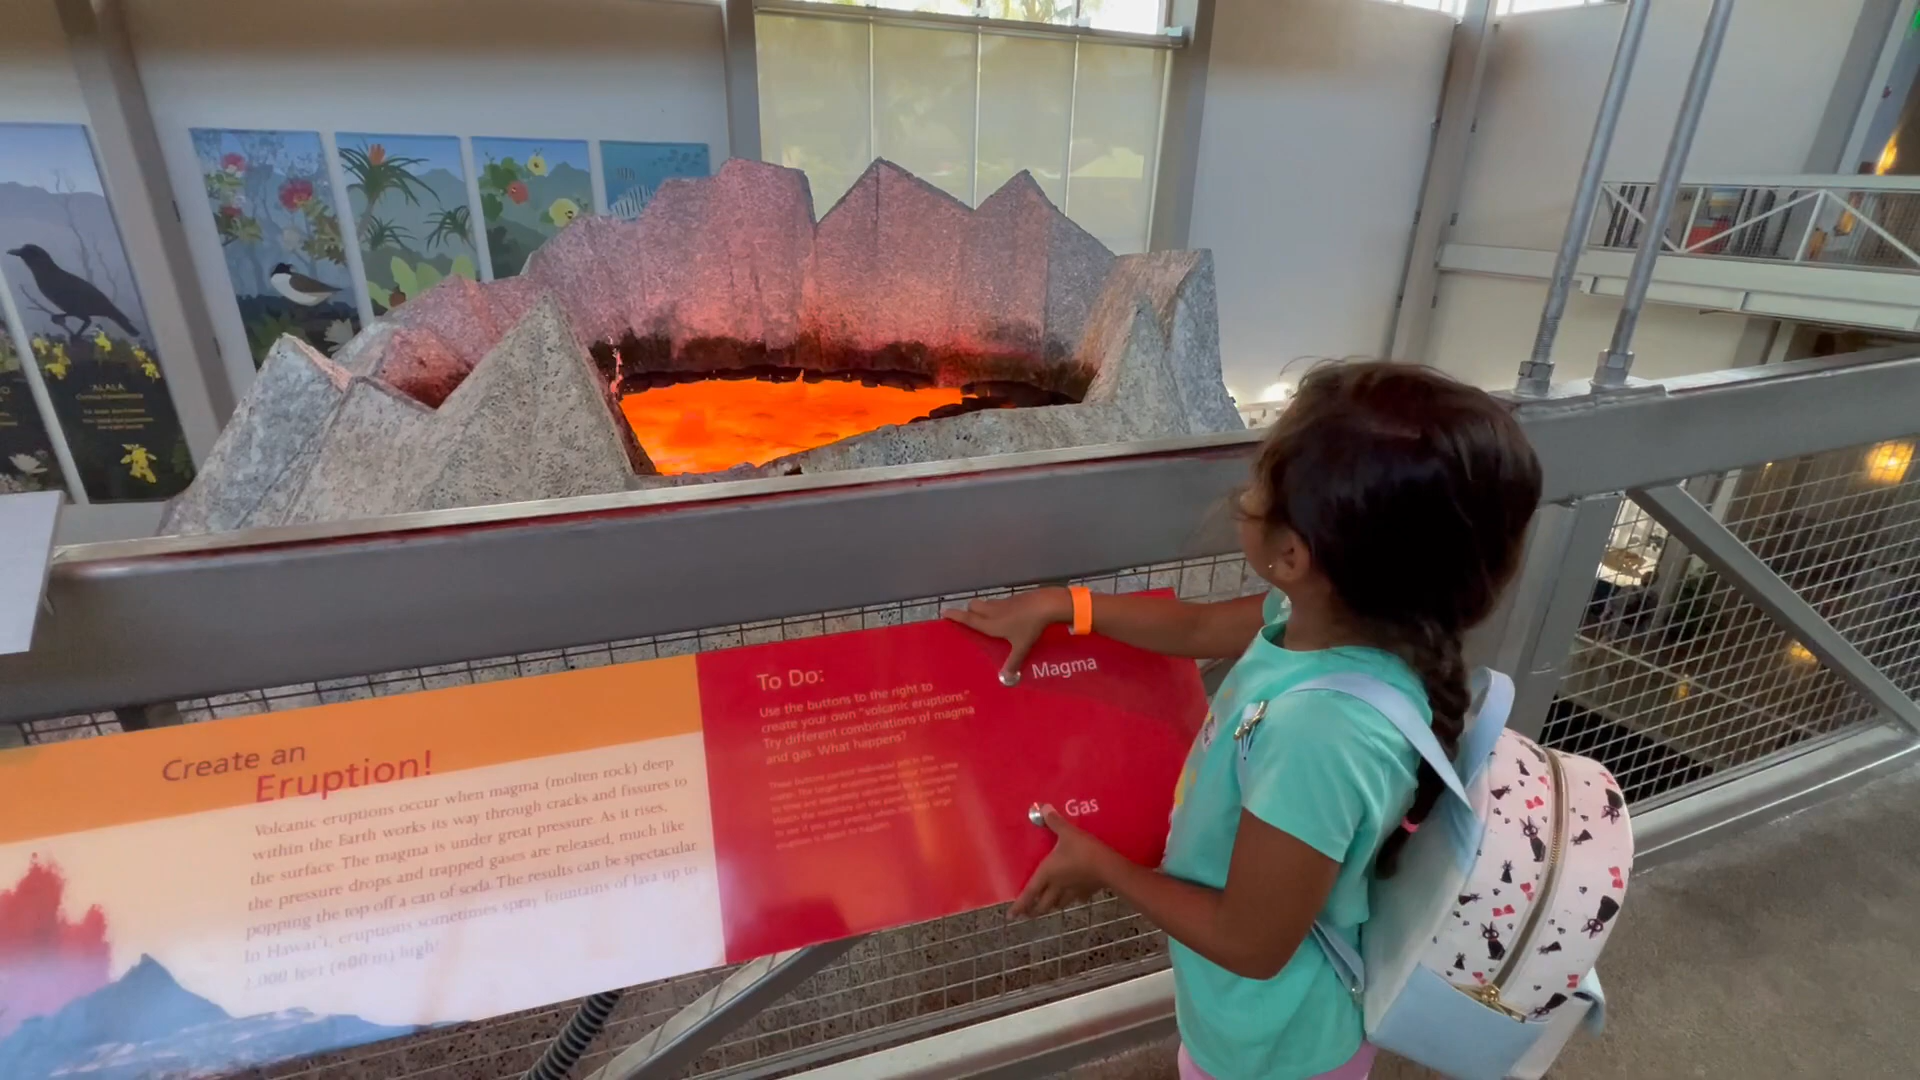 'ALALĀ
Create an
Eruption!
Volcanic eruptions occur when magma (molten rock) deep
within the Earth works its way through cracks and fissures to
the surface. The magma is under great pressure. As it rises,
the pressure drops and trapped gases are released, much like
popping the top off a can of soda. The results can be spectacular.
In Hawai'i, eruptions sometimes spray fountains of lava up to
2,000 feet (600 m) high!
To Do:
Use the buttons to the right to
create your own "volcanic eruptions."
Try different combinations of magma
and gas. What happens?
Magma
Gas